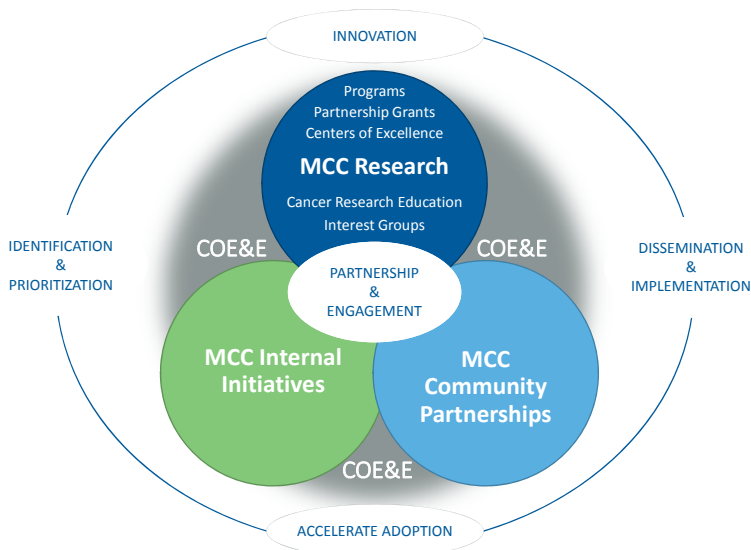 INNOVATION
Programs
Partnership Grants
Centers of Excellence
MCC Research
Cancer Research Education
Interest Groups
COE&E
COE&E
IDENTIFICATION
&
PRIORITIZATION
DISSEMINATION
&
IMPLEMENTATION
PARTNERSHIP
&
ENGAGEMENT
MCC Internal
Initiatives
MCC
Community
Partnerships
COE&E
ACCELERATE ADOPTION